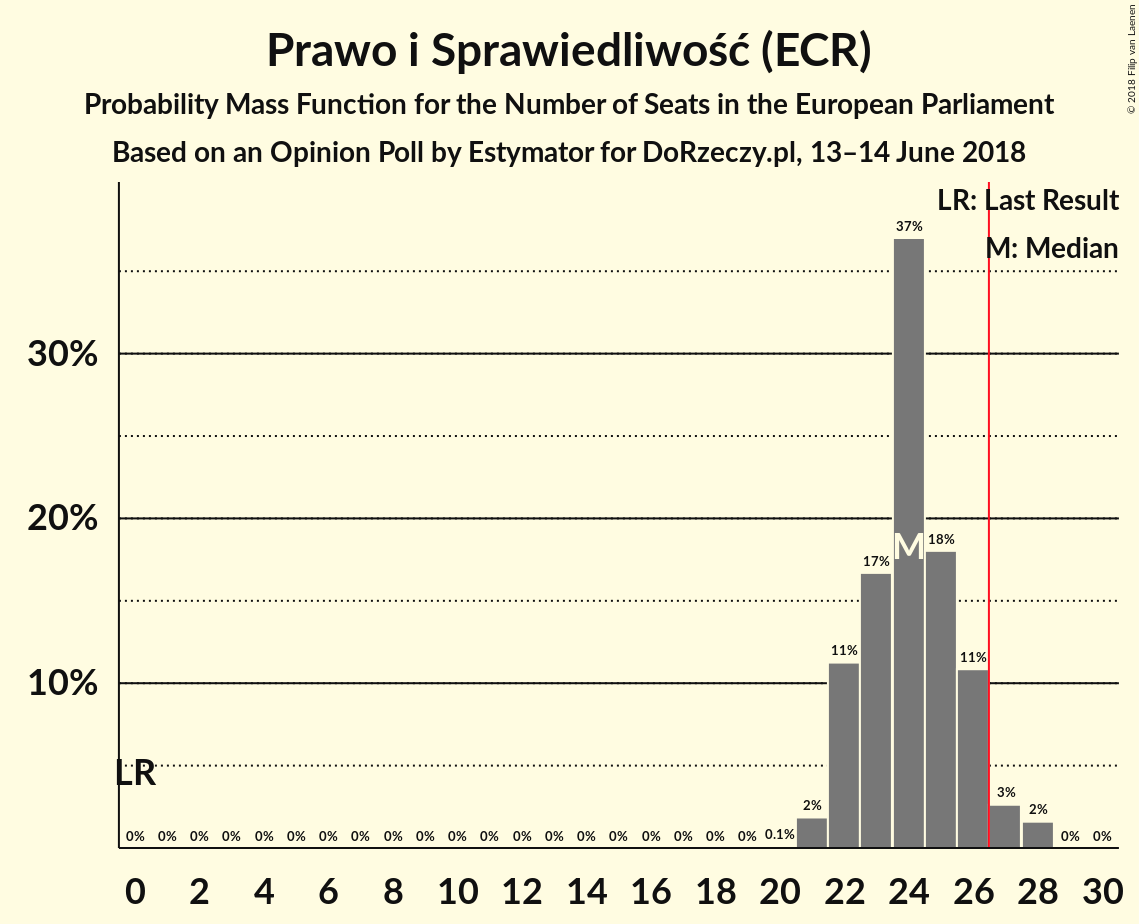 Prawo i Sprawiedliwość (ECR)
Probability Mass Function for the Number of Seats in the European Parliament
Based on an Opinion Poll by Estymator for DoRzeczy.pl, 13–14 June 2018
© 2018 Filip van Laenen
LR: Last Result
M: Median
37%
30%
20%
M
18%
17%
11%
11%
10%
LR
3%
2%
2%
0% 0% 0% 0% 0% 0% 0% 0% 0% 0% 0% 0% 0% 0% 0% 0% 0% 0% 0% 0% 0.1% 0% 0%
0 2 4 6 8 10 12 14 16 18 20 22 24 26 28 30